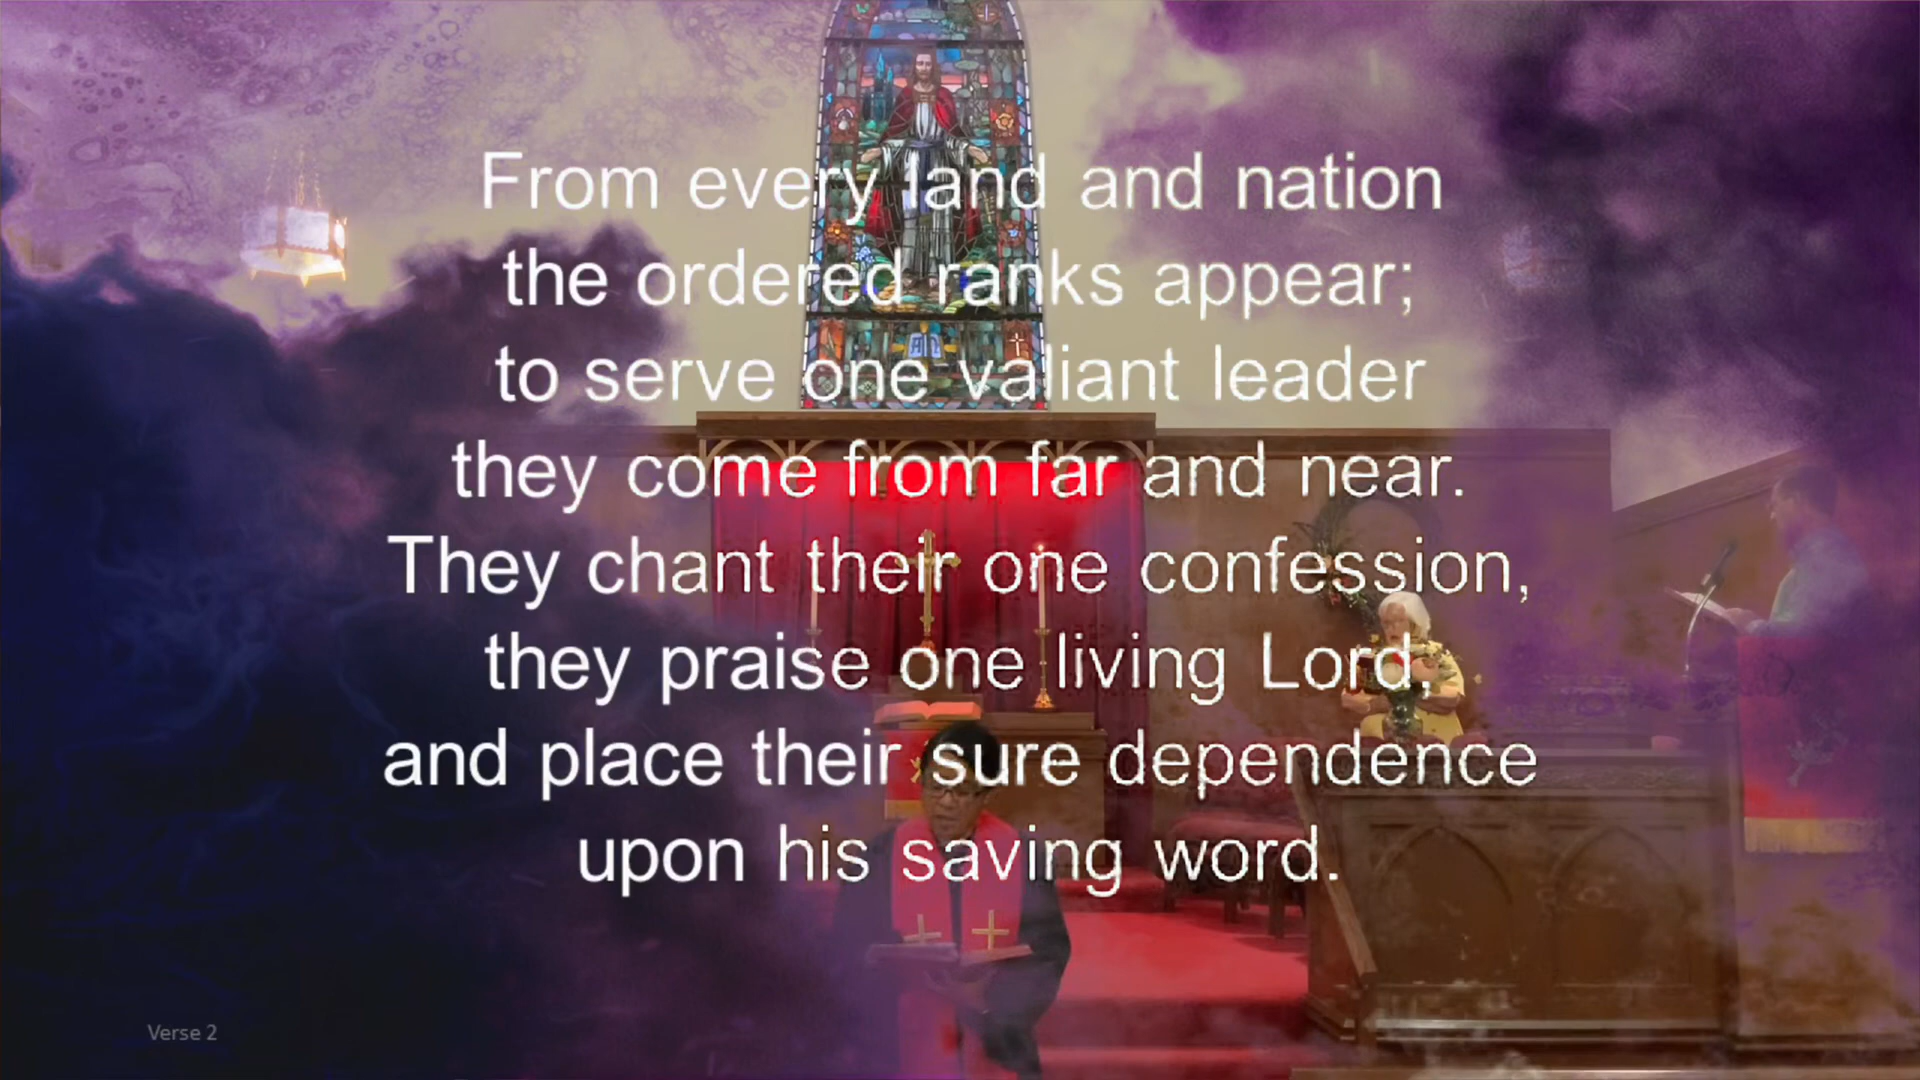 From every land and nation
the ordered ranks appear;
to serve one valiant leader
they come from far and near.
They chant their one confession,
they praise one living Lord,
and place their sure dependence
upon his saving word.
Verse 2